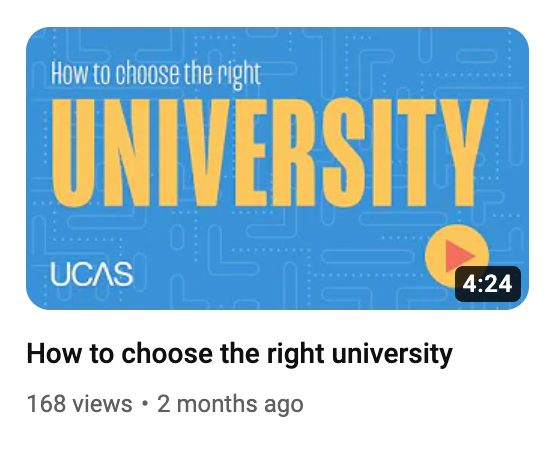 How to choose the right
UNIVERSITY
UCAS
4:24
How to choose the right university
168 views • 2 months ago